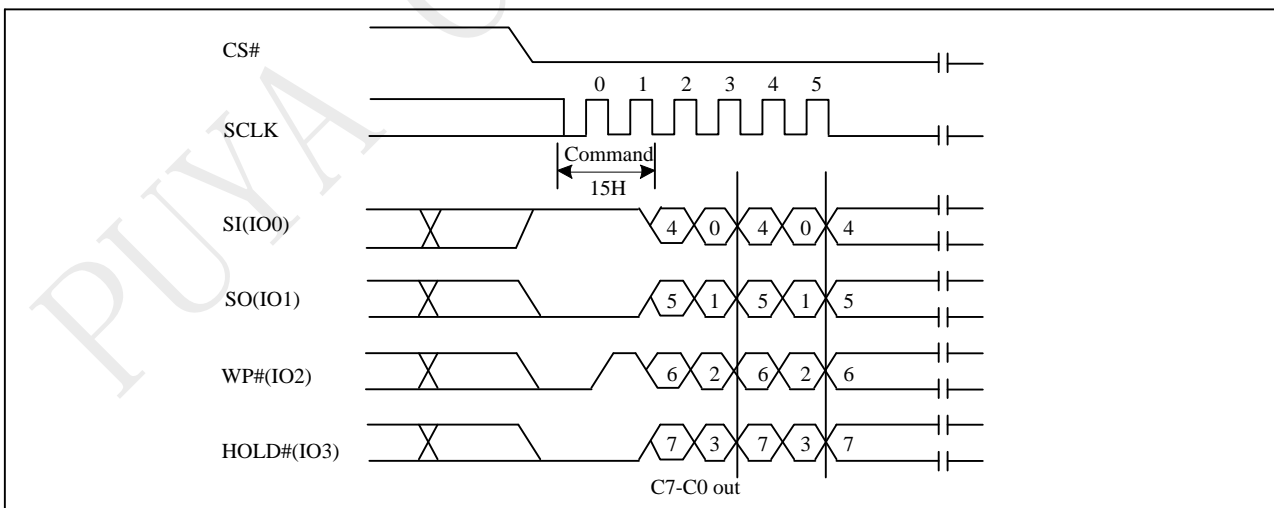 PUYA
CS#
0 1 2 3 4 5
SCLK
Command
15H
SI(IO0) 4 0 4 0 4
SO(IO1) 5 1 5 1 5
WP#(IO2) 6 2 6 2 6
HOLD#(IO3) 7 3 7 3 7
C7-C0 out